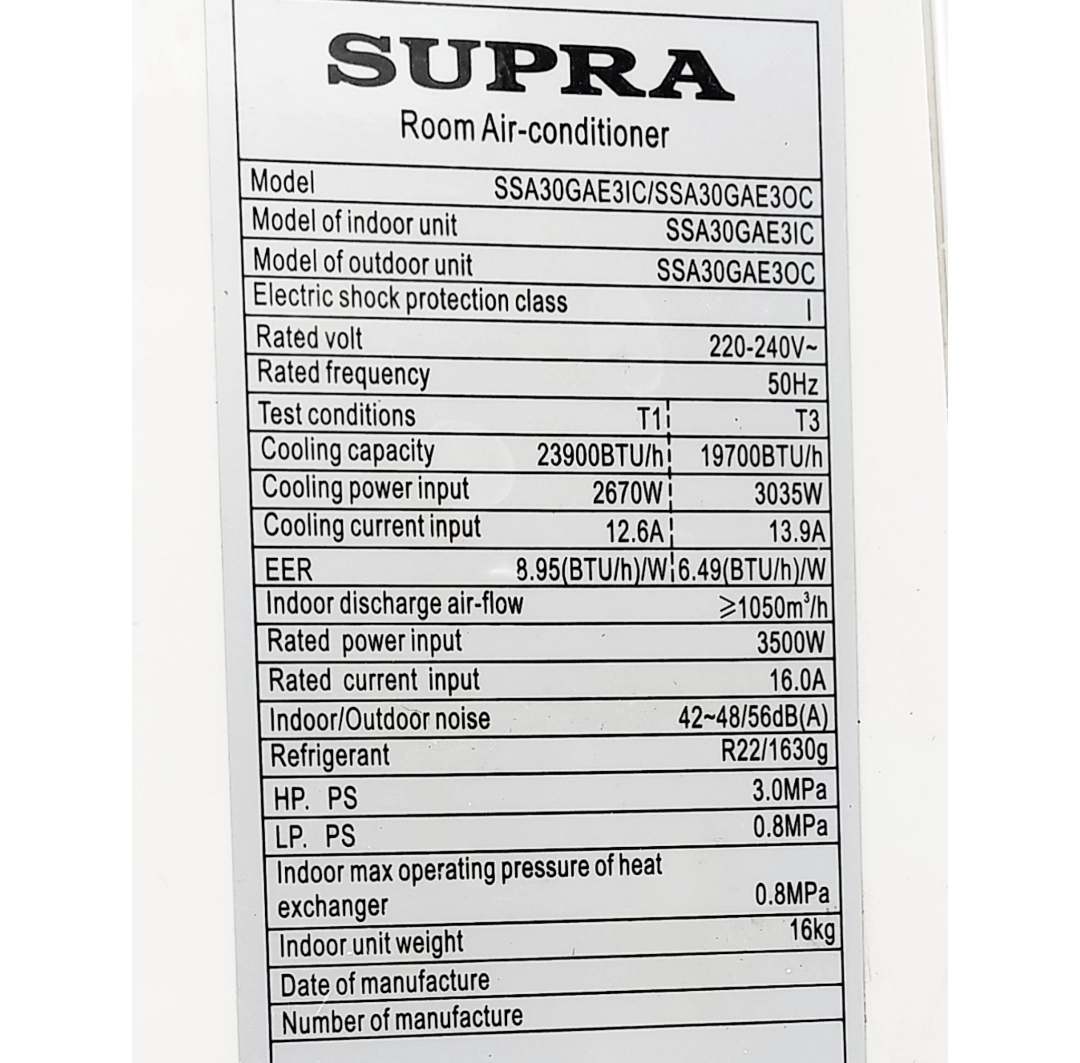 SUPRA
Room Air-conditioner
Model SSA30GAE3IC/SSA30GAE3OC
Model of indoor unit SSA30GAE3IC
Model of outdoor unit SSA30GAE3OC
Electric shock protection class I
Rated volt 220-240V~
Rated frequency 50Hz
Test conditions T1 T3
Cooling capacity 23900BTU/h 19700BTU/h
Cooling power input 2670W 3035W
Cooling current input 12.6A 13.9A
EER 8.95(BTU/h)/W 6.49(BTU/h)/W
Indoor discharge air-flow ⩾1050m³/h
Rated power input 3500W
Rated current input 16.0A
Indoor/Outdoor noise 42~48/56dB(A)
Refrigerant R22/1630g
HP. PS 3.0MPa
LP. PS 0.8MPa
Indoor max operating pressure of heat
exchanger 0.8MPa
Indoor unit weight 16kg
Date of manufacture
Number of manufacture